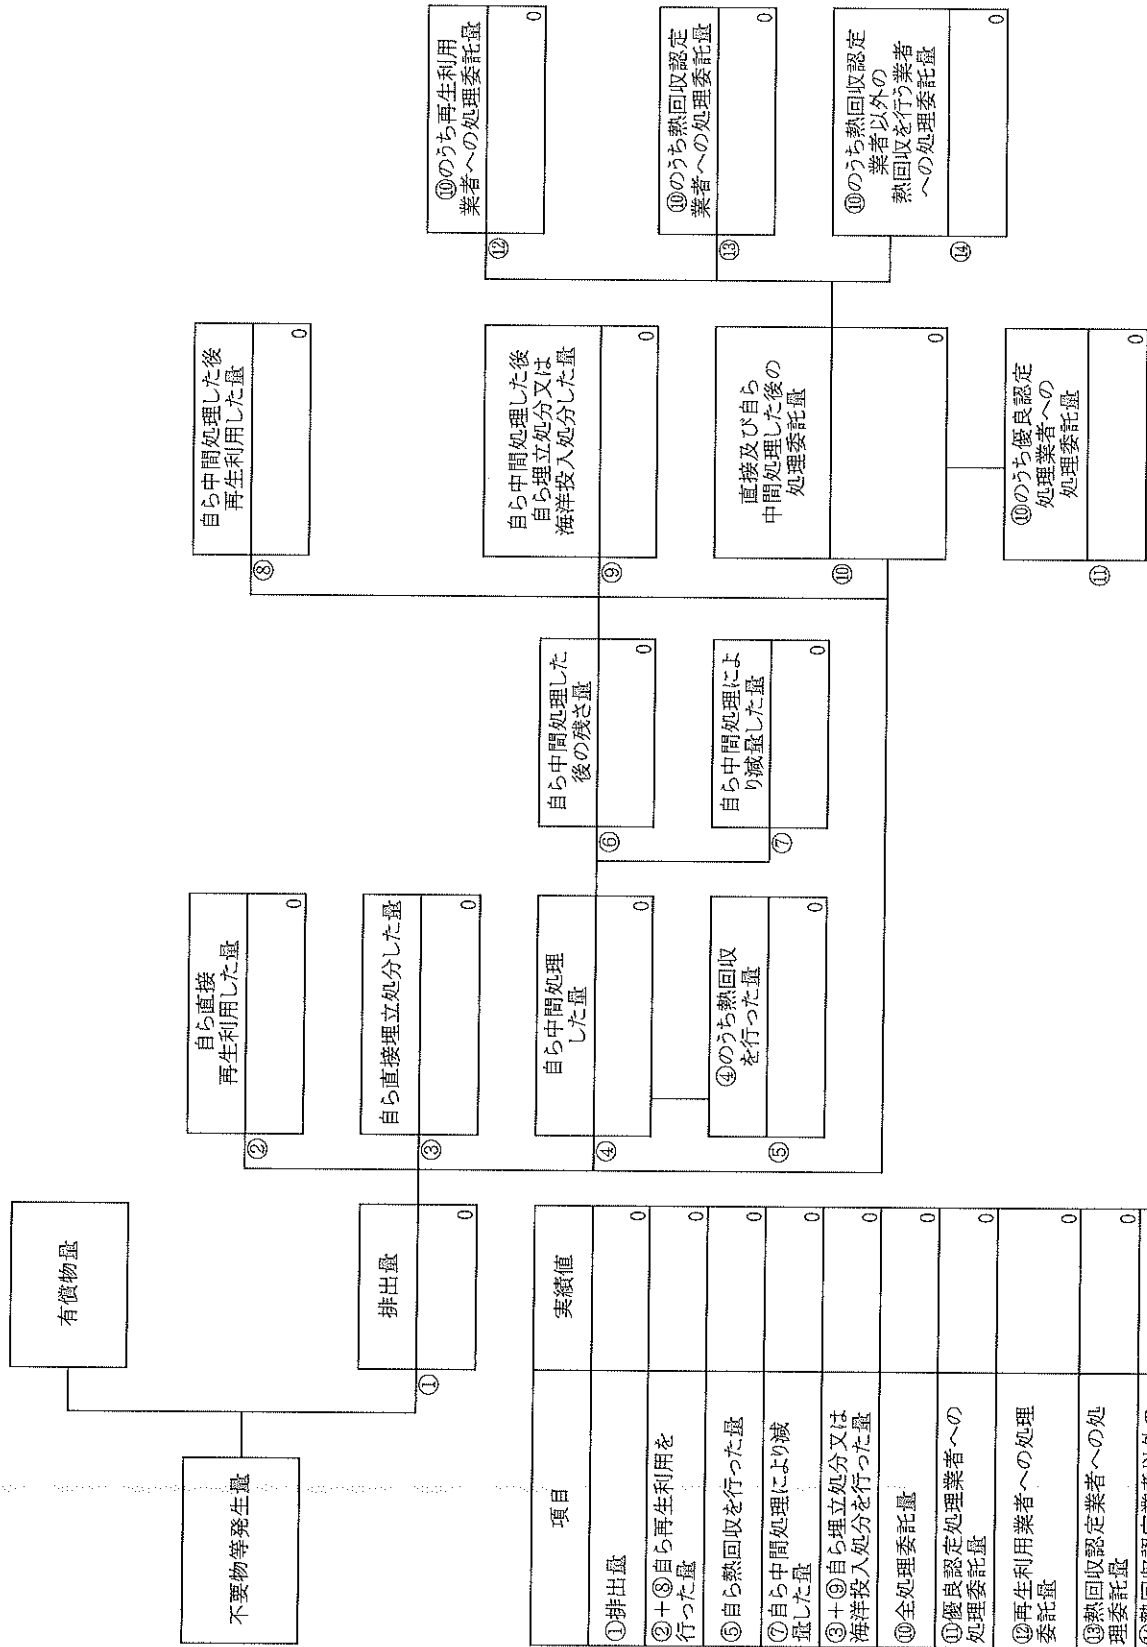 不要物等発生量
有償物量
①
排出量
0
②
自ら直接
再生利用した量
0
③
自ら直接埋立処分した量
0
④
自ら中間処理
した量
0
⑤
④のうち熱回収
を行った量
0
⑥
自ら中間処理した
後の残さ量
0
⑦
自ら中間処理によ
り減量した量
0
⑧
自ら中間処理した後
再生利用した量
0
⑨
自ら中間処理した後
自ら埋立処分又は
海洋投入処分した量
0
⑩
直接及び自ら
中間処理した後の
処理委託量
0
⑪
⑩のうち優良認定
処理業者への
処理委託量
0
⑫
⑩のうち再生利用
業者への処理委託量
0
⑬
⑩のうち熱回収認定
業者への処理委託量
0
⑭
⑩のうち熱回収認定
業者以外の
熱回収を行う業者
への処理委託量
0
項目 実績値
①排出量 0
②+⑧自ら再生利用を
行った量 0
⑤自ら熱回収を行った量 0
⑦自ら中間処理により減
量した量 0
③+⑨自ら埋立処分又は
海洋投入処分を行った量 0
⑩全処理委託量 0
⑪優良認定処理業者への
処理委託量 0
⑫再生利用業者への処理
委託量 0
⑬熱回収認定業者への処
理委託量 0